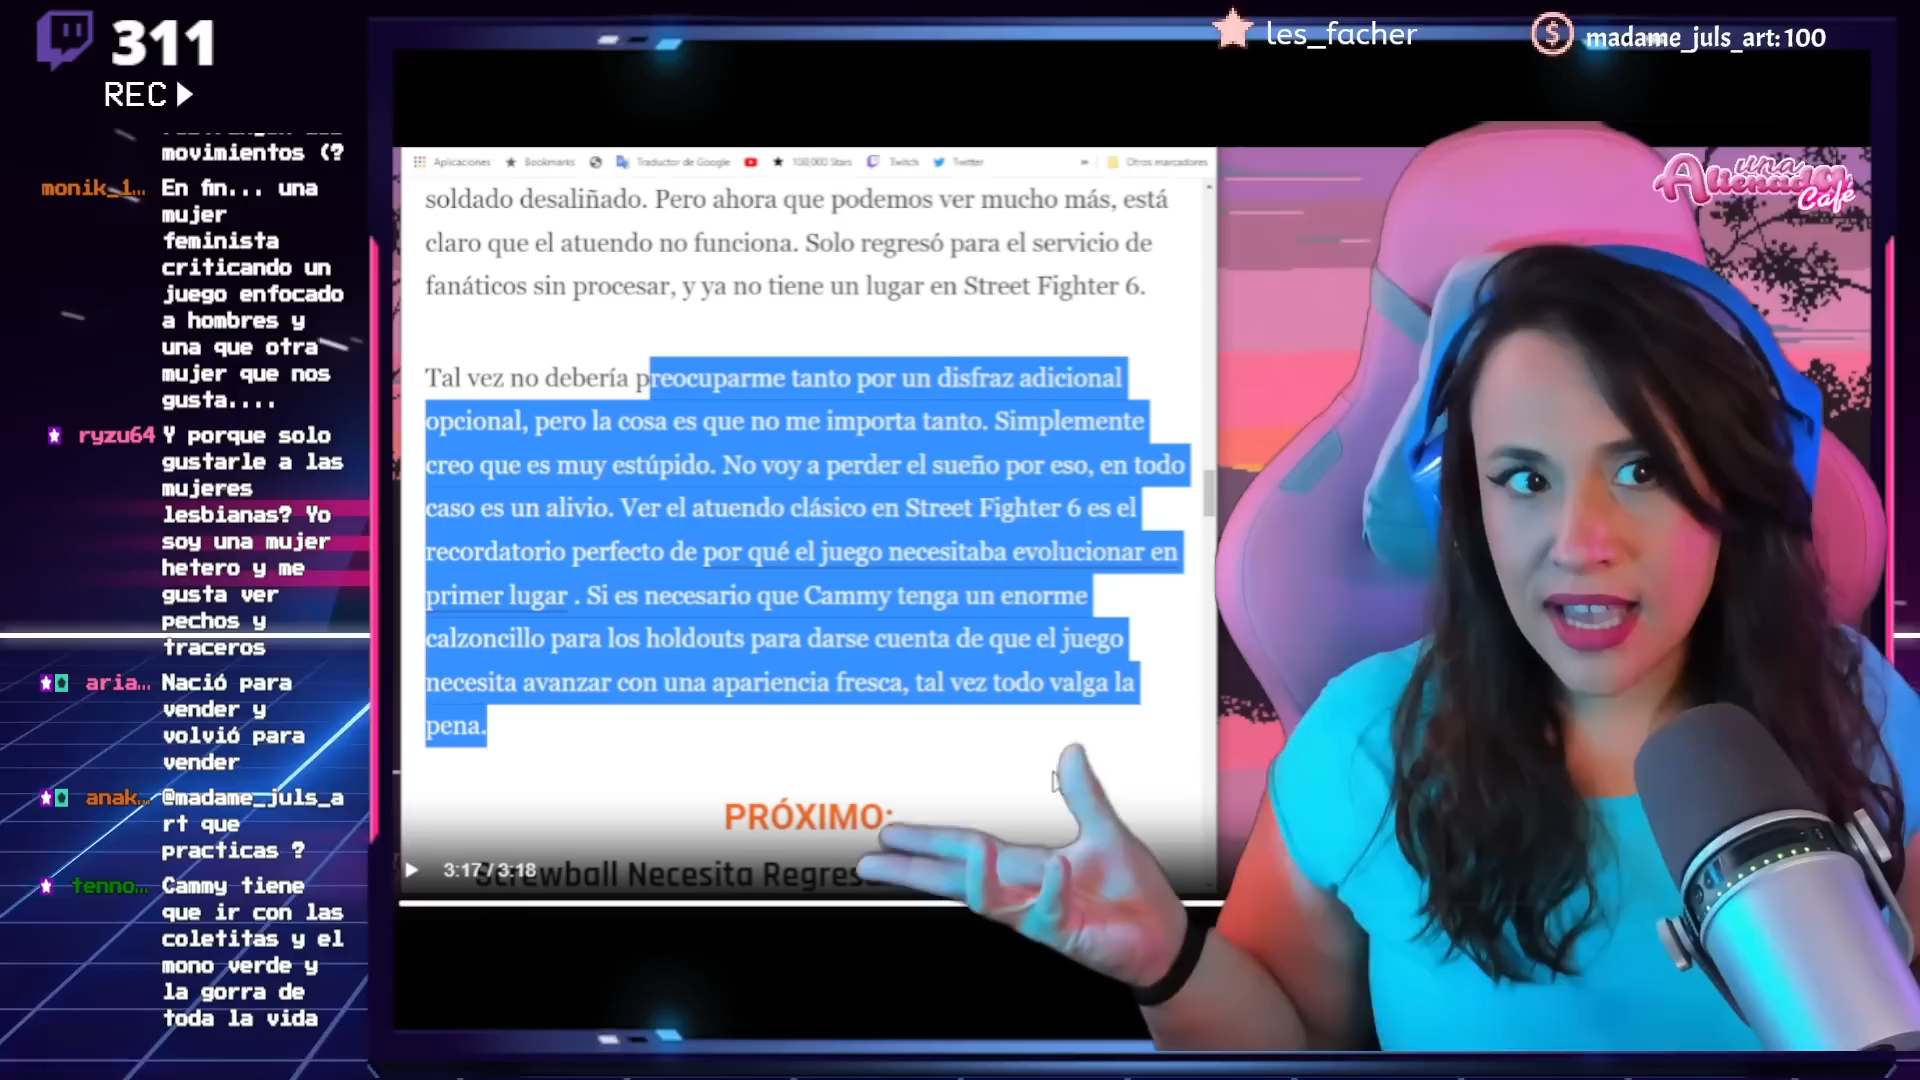 311
REC
les_facher
madame_juls_art: 100
movimientos (?
monik_1... En fin... una
mujer
feminista
criticando un
juego enfocado
a hombres y
una que otra
mujer que nos
gusta....
ryzu64 Y porque solo
gustarle a las
mujeres
lesbianas? Yo
soy una mujer
hetero y me
gusta ver
pechos y
traceros
aria... Nació para
vender y
volvió para
vender
anak... @madame_juls_a
rt que
practicas ?
tenno... Cammy tiene
que ir con las
coletitas y el
mono verde y
la gorra de
toda la vida
Aplicaciones Bookmarks Traductor de Google 100,000 Stars Twitch Twitter » Otros marcadores
soldado desaliñado. Pero ahora que podemos ver mucho más, está
claro que el atuendo no funciona. Solo regresó para el servicio de
fanáticos sin procesar, y ya no tiene un lugar en Street Fighter 6.
Tal vez no debería preocuparme tanto por un disfraz adicional
opcional, pero la cosa es que no me importa tanto. Simplemente
creo que es muy estúpido. No voy a perder el sueño por eso, en todo
caso es un alivio. Ver el atuendo clásico en Street Fighter 6 es el
recordatorio perfecto de por qué el juego necesitaba evolucionar en
primer lugar . Si es necesario que Cammy tenga un enorme
calzoncillo para los holdouts para darse cuenta de que el juego
necesita avanzar con una apariencia fresca, tal vez todo valga la
pena.
PRÓXIMO:
Screwball Necesita Regres
3:17 / 3:18
una
Alienada
Café